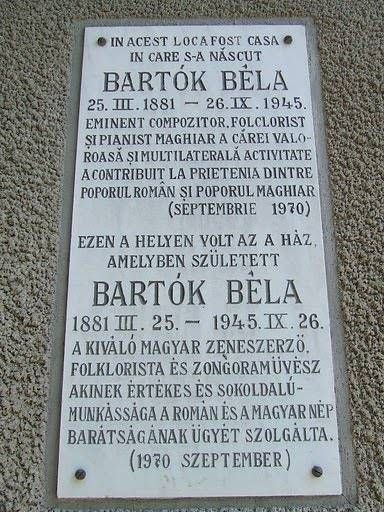 IN ACEST LOC A FOST CASA
IN CARE S-A NĂSCUT
BARTÓK BÉLA
25. III. 1881 — 26. IX. 1945.
EMINENT COMPOZITOR, FOLCLORIST
ȘI PIANIST MAGHIAR A CĂREI VALO-
ROASĂ ȘI MULTILATERALĂ ACTIVITATE
A CONTRIBUIT LA PRIETENIA DINTRE
POPORUL ROMÂN ȘI POPORUL MAGHIAR
(SEPTEMBRIE 1970)
EZEN A HELYEN VOLT AZ A HÁZ,
AMELYBEN SZÜLETETT
BARTÓK BÉLA
1881 III. 25. — 1945. IX. 26.
A KIVÁLÓ MAGYAR ZENESZERZŐ,
FOLKLORISTA ÉS ZONGORAMŰVÉSZ
AKINEK ÉRTÉKES ÉS SOKOLDALÚ-
MUNKÁSSÁGA A ROMÁN ÉS A MAGYAR NÉP
BARÁTSÁGÁNAK ÜGYÉT SZOLGÁLTA.
(1970 SZEPTEMBER)